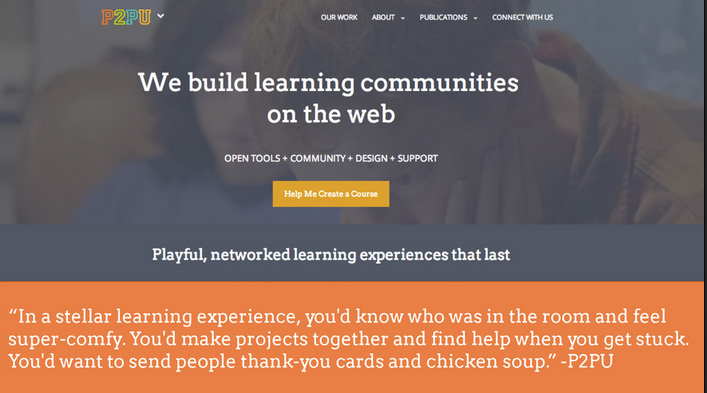 P2PU
OUR WORK ABOUT PUBLICATIONS CONNECT WITH US
We build learning communities
on the web
OPEN TOOLS + COMMUNITY + DESIGN + SUPPORT
Help Me Create a Course
Playful, networked learning experiences that last
“In a stellar learning experience, you'd know who was in the room and feel
super-comfy. You'd make projects together and find help when you get stuck.
You'd want to send people thank-you cards and chicken soup.” -P2PU